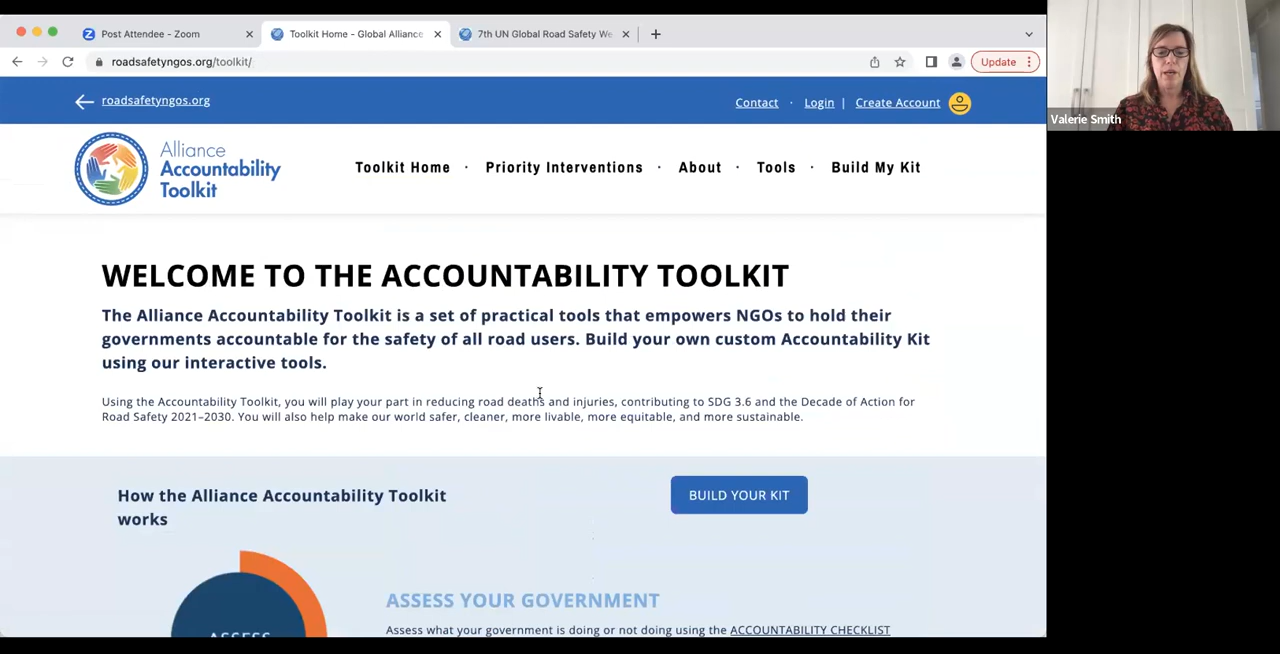 Post Attendee - Zoom
Toolkit Home - Global Alliance
7th UN Global Road Safety We
roadsafetyngos.org/toolkit/
Update
Valerie Smith
roadsafetyngos.org
Contact · Login | Create Account
Alliance
Accountability
Toolkit
Toolkit Home · Priority Interventions · About · Tools · Build My Kit
WELCOME TO THE ACCOUNTABILITY TOOLKIT
The Alliance Accountability Toolkit is a set of practical tools that empowers NGOs to hold their
governments accountable for the safety of all road users. Build your own custom Accountability Kit
using our interactive tools.
Using the Accountability Toolkit, you will play your part in reducing road deaths and injuries, contributing to SDG 3.6 and the Decade of Action for
Road Safety 2021–2030. You will also help make our world safer, cleaner, more livable, more equitable, and more sustainable.
How the Alliance Accountability Toolkit
works
BUILD YOUR KIT
ASSESS
ASSESS YOUR GOVERNMENT
Assess what your government is doing or not doing using the ACCOUNTABILITY CHECKLIST